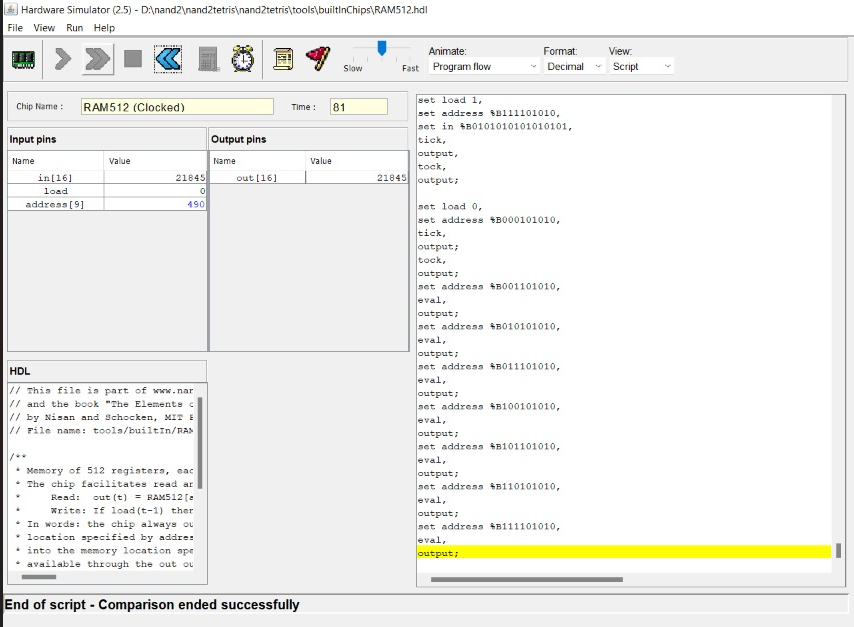 Hardware Simulator (2.5) - D:\nand2\nand2tetris\nand2tetris\tools\builtInChips\RAM512.hdl
File View Run Help
Slow Fast
Animate: Format: View:
Program flow Decimal Script
Chip Name : RAM512 (Clocked) Time : 81
Input pins Output pins
Name Value Name Value
in[16] 21845 out[16] 21845
load 0
address[9] 490
HDL
// This file is part of www.nan
// and the book "The Elements o
// by Nisan and Schocken, MIT P
// File name: tools/builtIn/RAM
/**
* Memory of 512 registers, eac
* The chip facilitates read an
* Read: out(t) = RAM512[a
* Write: If load(t-1) then
* In words: the chip always ou
* location specified by addres
* into the memory location spe
* available through the out ou
set load 1,
set address %B111101010,
set in %B0101010101010101,
tick,
output,
tock,
output;
set load 0,
set address %B000101010,
tick,
output;
tock,
output;
set address %B001101010,
eval,
output;
set address %B010101010,
eval,
output;
set address %B011101010,
eval,
output;
set address %B100101010,
eval,
output;
set address %B101101010,
eval,
output;
set address %B110101010,
eval,
output;
set address %B111101010,
eval,
output;
End of script - Comparison ended successfully